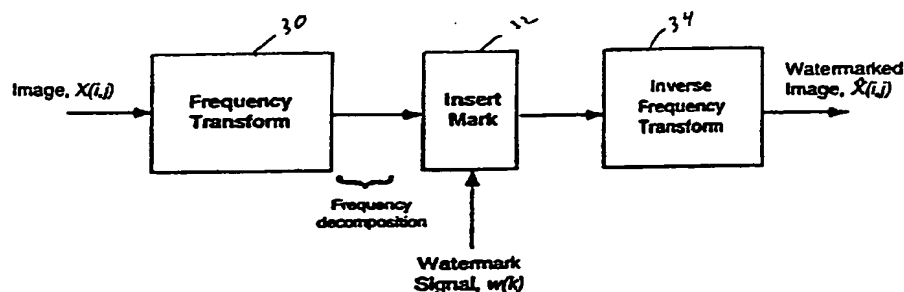 30
32
34
Image, X(i,j)
Frequency
Transform
Insert
Mark
Inverse
Frequency
Transform
Watermarked
Image, X̂(i,j)
Frequency
decomposition
Watermark
Signal, w(k)